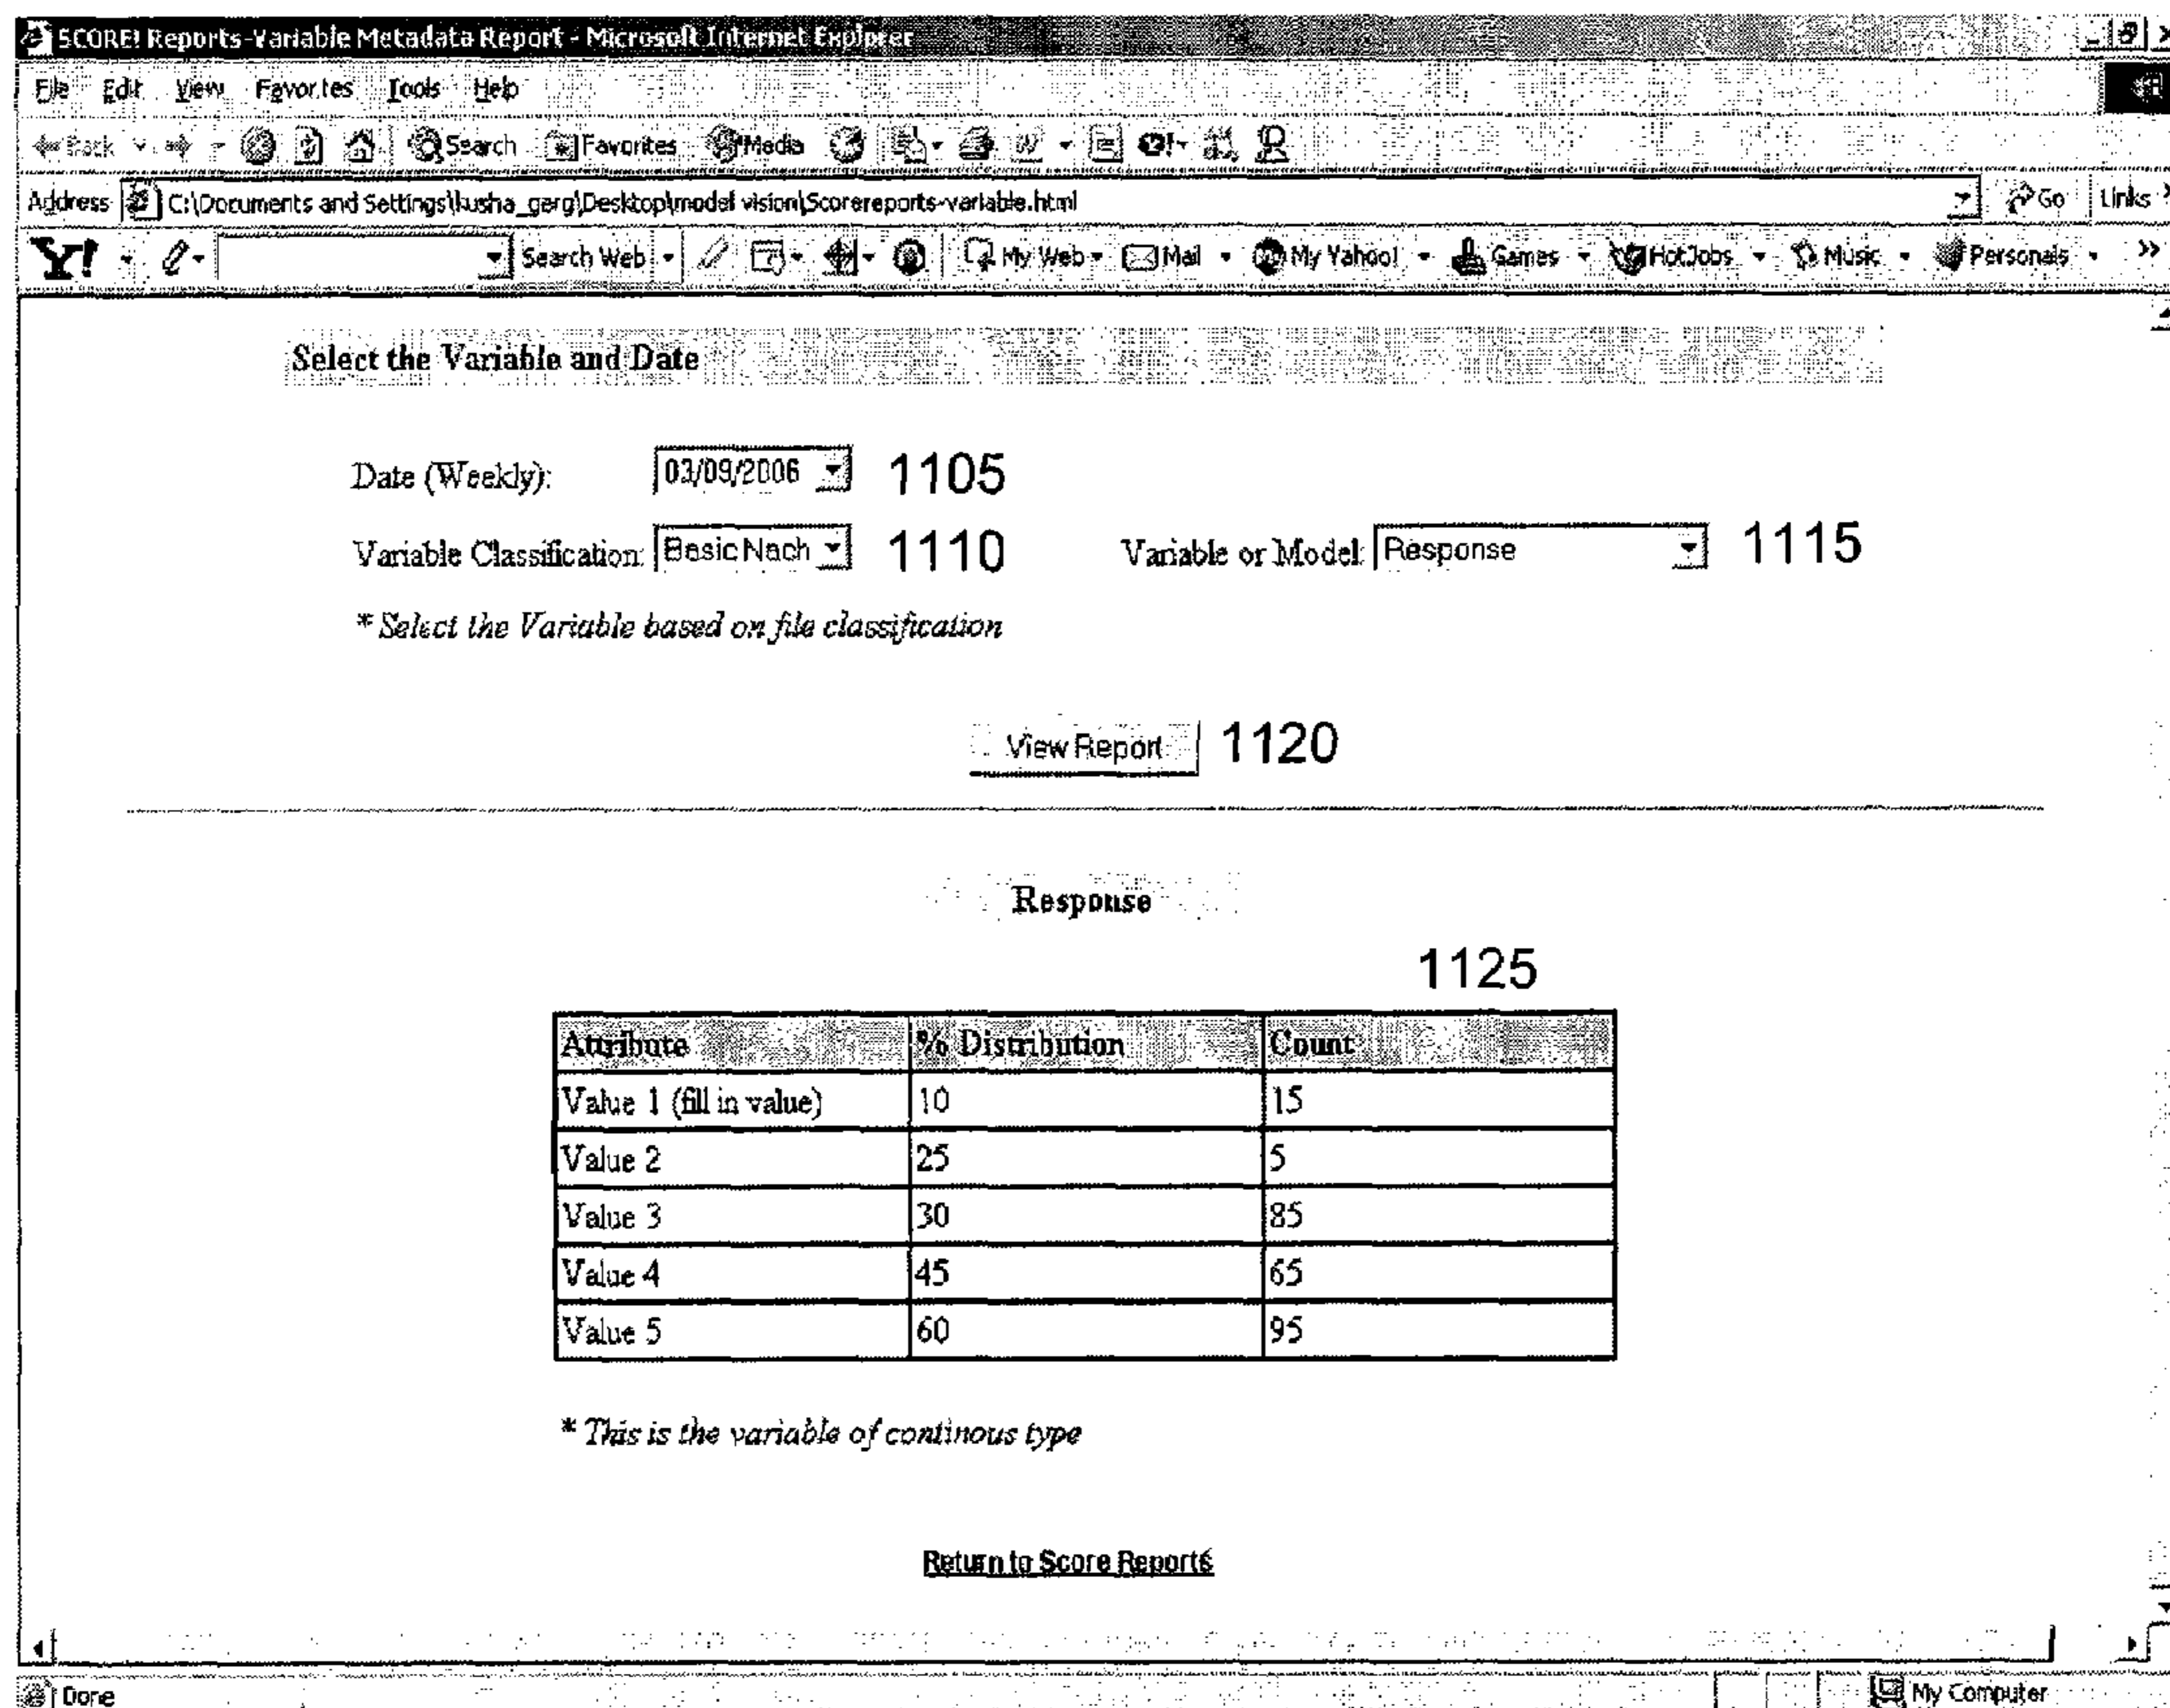 SCORE! Reports-Variable Metadata Report - Microsoft Internet Explorer
File Edit View Favorites Tools Help
Back Search Favorites Media
Address C:\Documents and Settings\kusha_garg\Desktop\model vision\Scorereports-variable.html Go Links
Y! Search Web My Web Mail My Yahoo! Games HotJobs Music Personals >>
Select the Variable and Date
Date (Weekly): 03/09/2006 1105
Variable Classification: Basic Nach 1110 Variable or Model: Response 1115
* Select the Variable based on file classification
View Report 1120
Response
1125
Attribute % Distribution Count
Value 1 (fill in value) 10 15
Value 2 25 5
Value 3 30 85
Value 4 45 65
Value 5 60 95
* This is the variable of continous type
Return to Score Reports
Done My Computer